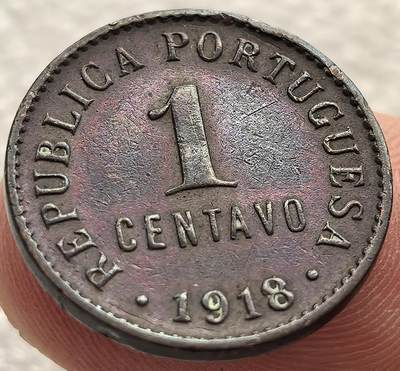 REPUBLICA PORTUGUESA
1
CENTAVO
· 1918 ·